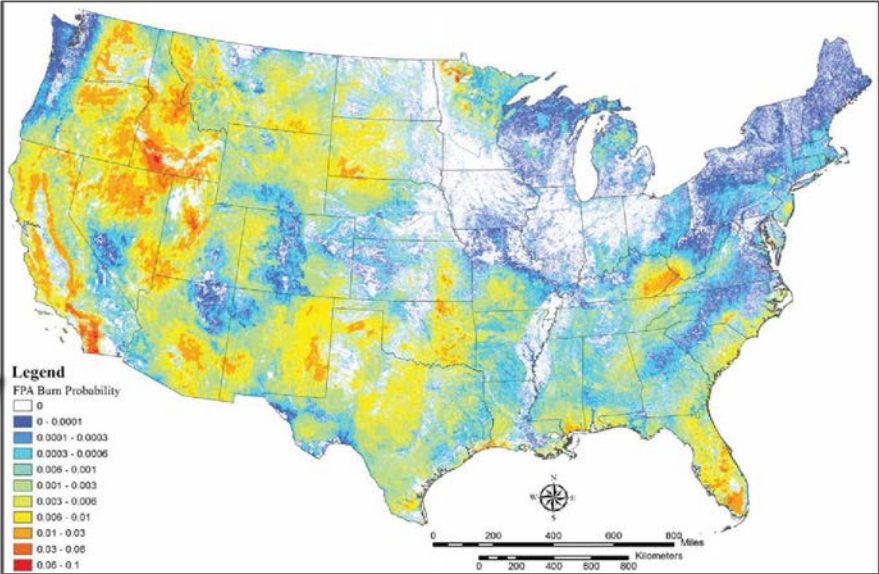 Legend
FPA Burn Probability
0
0 - 0.0001
0.0001 - 0.0003
0.0003 - 0.0006
0.006 - 0.001
0.001 - 0.003
0.003 - 0.006
0.006 - 0.01
0.01 - 0.03
0.03 - 0.06
0.06 - 0.1
N
W E
S
0 200 400 600 800
Miles
Kilometers
0 200 400 600 800